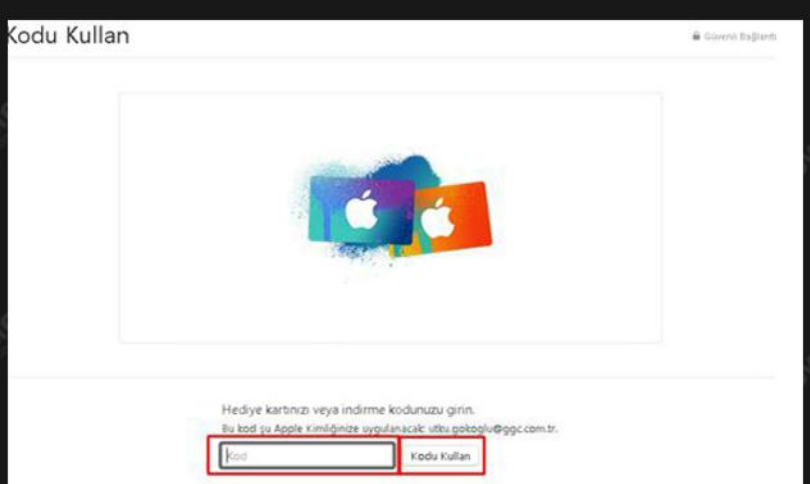 Kodu Kullan
Güvenli Bağlantı
Hediye kartınızı veya indirme kodunuzu girin.
Bu kod şu Apple Kimliğinize uygulanacak: utku.gokoglu@ggc.com.tr.
Kod
Kodu Kullan